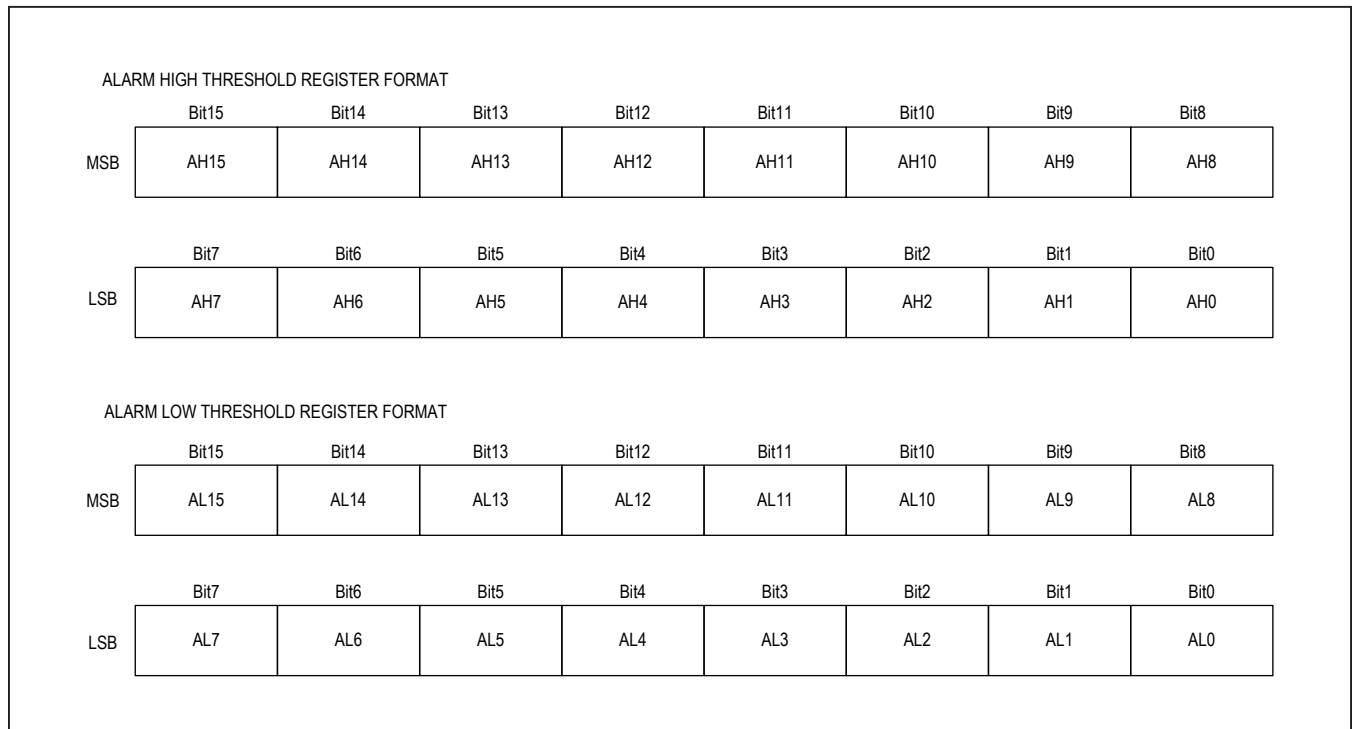 ALARM HIGH THRESHOLD REGISTER FORMAT
Bit15 Bit14 Bit13 Bit12 Bit11 Bit10 Bit9 Bit8
MSB AH15 AH14 AH13 AH12 AH11 AH10 AH9 AH8
Bit7 Bit6 Bit5 Bit4 Bit3 Bit2 Bit1 Bit0
LSB AH7 AH6 AH5 AH4 AH3 AH2 AH1 AH0
ALARM LOW THRESHOLD REGISTER FORMAT
Bit15 Bit14 Bit13 Bit12 Bit11 Bit10 Bit9 Bit8
MSB AL15 AL14 AL13 AL12 AL11 AL10 AL9 AL8
Bit7 Bit6 Bit5 Bit4 Bit3 Bit2 Bit1 Bit0
LSB AL7 AL6 AL5 AL4 AL3 AL2 AL1 AL0